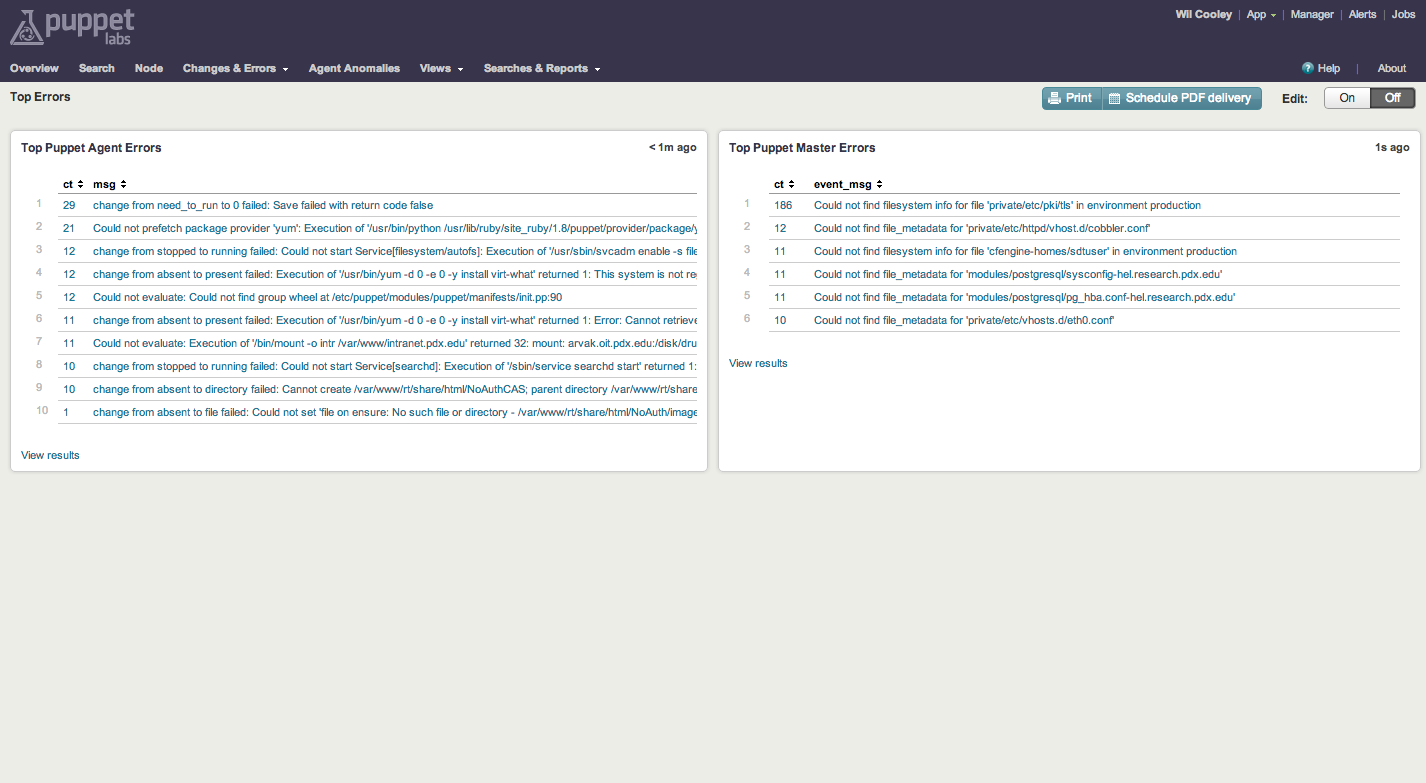 puppet labs
Wil Cooley | App | Manager | Alerts | Jobs
Overview Search Node Changes & Errors Agent Anomalies Views Searches & Reports ? Help | About
Top Errors Print Schedule PDF delivery Edit: On Off
Top Puppet Agent Errors < 1m ago
ct msg
1 29 change from need_to_run to 0 failed: Save failed with return code false
2 21 Could not prefetch package provider 'yum': Execution of '/usr/bin/python /usr/lib/ruby/site_ruby/1.8/puppet/provider/package/y
3 12 change from stopped to running failed: Could not start Service[filesystem/autofs]: Execution of '/usr/sbin/svcadm enable -s file
4 12 change from absent to present failed: Execution of '/usr/bin/yum -d 0 -e 0 -y install virt-what' returned 1: This system is not reg
5 12 Could not evaluate: Could not find group wheel at /etc/puppet/modules/puppet/manifests/init.pp:90
6 11 change from absent to present failed: Execution of '/usr/bin/yum -d 0 -e 0 -y install virt-what' returned 1: Error: Cannot retrieve
7 11 Could not evaluate: Execution of '/bin/mount -o intr /var/www/intranet.pdx.edu' returned 32: mount: arvak.oit.pdx.edu:/disk/dru
8 10 change from stopped to running failed: Could not start Service[searchd]: Execution of '/sbin/service searchd start' returned 1:
9 10 change from absent to directory failed: Cannot create /var/www/rt/share/html/NoAuthCAS; parent directory /var/www/rt/share
10 1 change from absent to file failed: Could not set 'file on ensure: No such file or directory - /var/www/rt/share/html/NoAuth/image
View results
Top Puppet Master Errors 1s ago
ct event_msg
1 186 Could not find filesystem info for file 'private/etc/pki/tls' in environment production
2 12 Could not find file_metadata for 'private/etc/httpd/vhost.d/cobbler.conf'
3 11 Could not find filesystem info for file 'cfengine-homes/sdtuser' in environment production
4 11 Could not find file_metadata for 'modules/postgresql/sysconfig-hel.research.pdx.edu'
5 11 Could not find file_metadata for 'modules/postgresql/pg_hba.conf-hel.research.pdx.edu'
6 10 Could not find file_metadata for 'private/etc/vhosts.d/eth0.conf'
View results